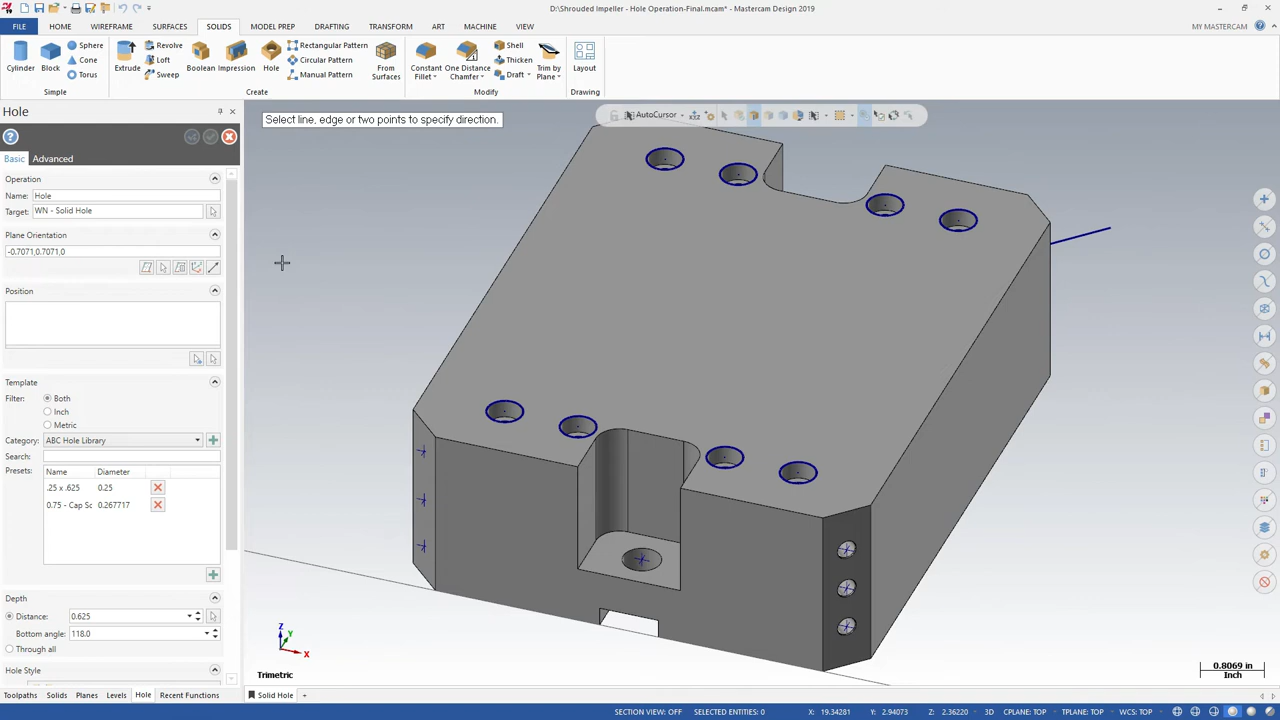 D:\Shrouded Impeller - Hole Operation-Final.mcam* - Mastercam Design 2019
FILE HOME WIREFRAME SURFACES SOLIDS MODEL PREP DRAFTING TRANSFORM ART MACHINE VIEW MY MASTERCAM
Cylinder Block Sphere Cone Torus
Simple
Extrude Revolve Loft Sweep Boolean Impression Hole Rectangular Pattern Circular Pattern Manual Pattern From Surfaces
Create
Constant Fillet One Distance Chamfer Shell Thicken Draft Trim by Plane
Modify
Layout
Drawing
Hole
Basic Advanced
Operation
Name: Hole
Target: WN - Solid Hole
Plane Orientation
-0.7071,0.7071,0
Position
Template
Filter: Both
Inch
Metric
Category: ABC Hole Library
Search:
Presets: Name Diameter
.25 x .625 0.25
0.75 - Cap Sc 0.267717
Depth
Distance: 0.625
Bottom angle: 118.0
Through all
Hole Style
Toolpaths Solids Planes Levels Hole Recent Functions
Select line, edge or two points to specify direction.
AutoCursor
Z
Y
X
Trimetric
0.8069 in
Inch
Solid Hole +
SECTION VIEW: OFF SELECTED ENTITIES: 0 X: 19.34281 Y: 2.94073 Z: 2.36220 3D CPLANE: TOP TPLANE: TOP WCS: TOP